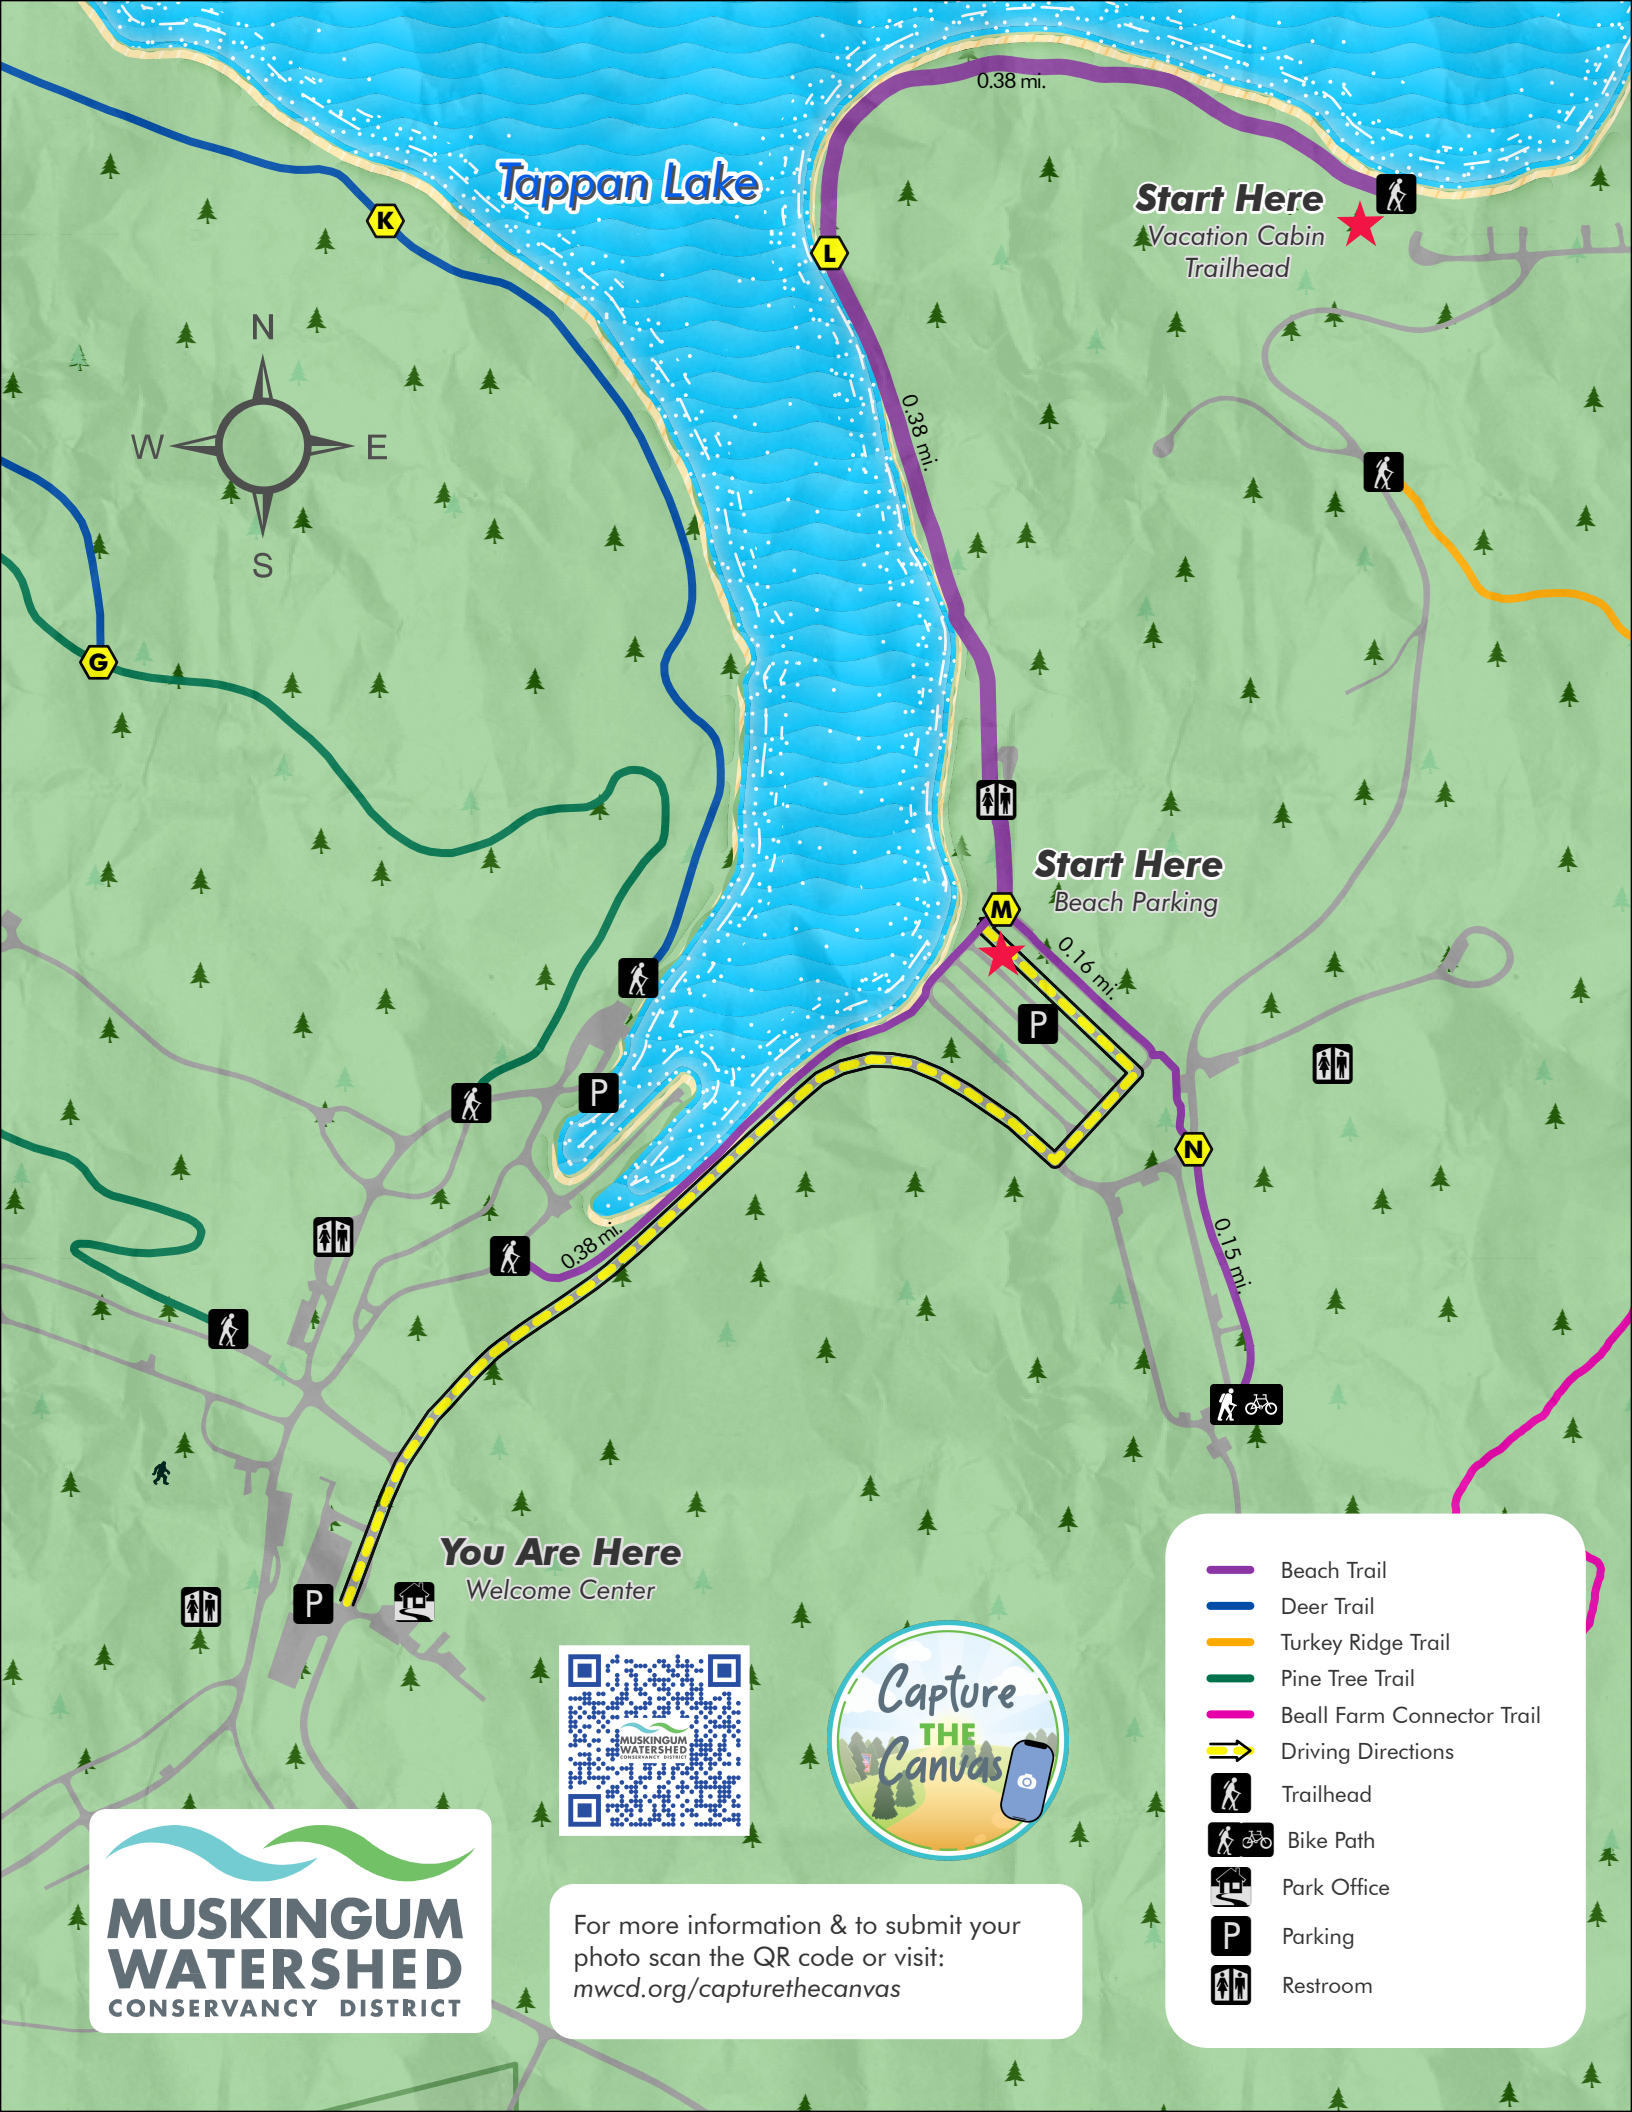 0.38 mi.
Tappan Lake
Start Here
Vacation Cabin
Trailhead
K
L
N
W
E
S
0.38 mi.
G
Start Here
Beach Parking
M
0.16 mi.
P
P
N
0.38 mi.
0.15 mi.
You Are Here
Welcome Center
P
Beach Trail
Deer Trail
Turkey Ridge Trail
Pine Tree Trail
Beall Farm Connector Trail
Driving Directions
Trailhead
Bike Path
Park Office
P
Parking
Restroom
MUSKINGUM
WATERSHED
CONSERVANCY DISTRICT
Capture
THE
Canvas
MUSKINGUM
WATERSHED
CONSERVANCY DISTRICT
For more information & to submit your
photo scan the QR code or visit:
mwcd.org/capturethecanvas